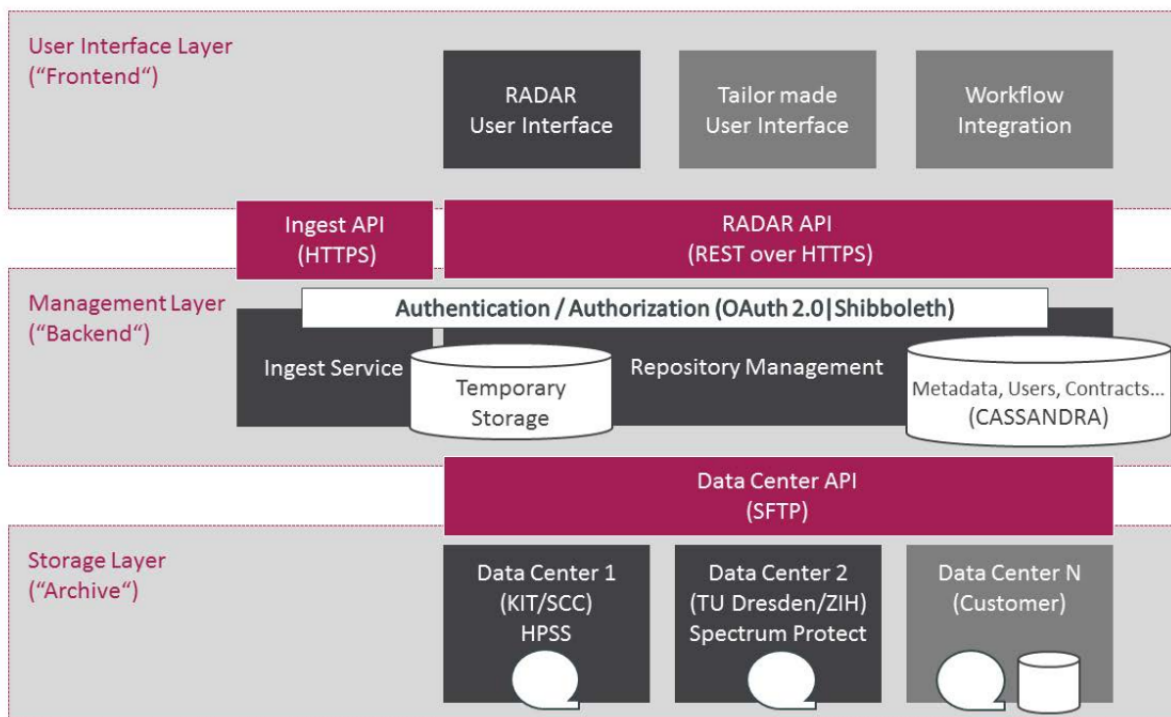 User Interface Layer
(“Frontend“)
RADAR
User Interface
Tailor made
User Interface
Workflow
Integration
Ingest API
(HTTPS)
RADAR API
(REST over HTTPS)
Management Layer
(“Backend“)
Authentication / Authorization (OAuth 2.0|Shibboleth)
Ingest Service
Temporary
Storage
Repository Management
Metadata, Users, Contracts...
(CASSANDRA)
Data Center API
(SFTP)
Storage Layer
(“Archive“)
Data Center 1
(KIT/SCC)
HPSS
Data Center 2
(TU Dresden/ZIH)
Spectrum Protect
Data Center N
(Customer)